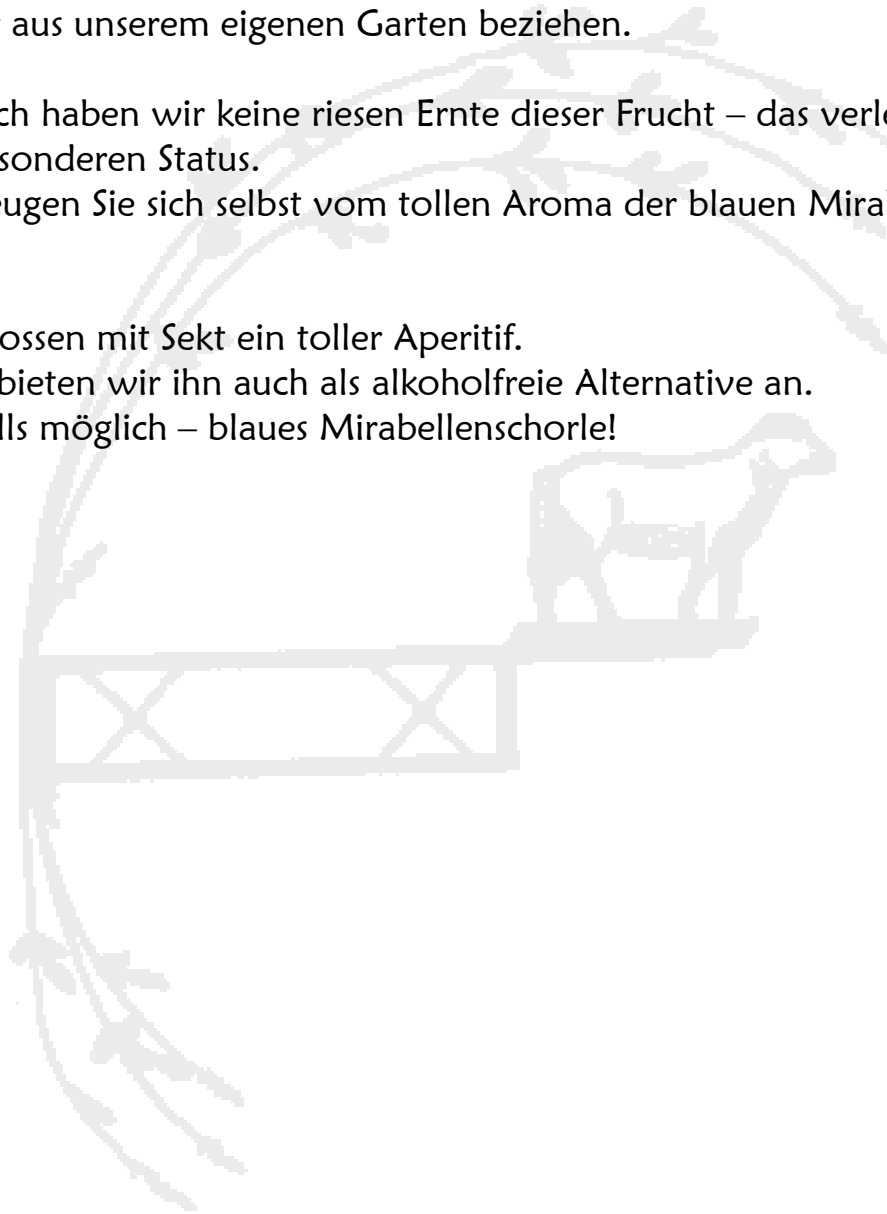 aus unserem eigenen Garten beziehen.
ch haben wir keine riesen Ernte dieser Frucht – das verle
sonderen Status.
eugen Sie sich selbst vom tollen Aroma der blauen Mira
ossen mit Sekt ein toller Aperitif.
bieten wir ihn auch als alkoholfreie Alternative an.
lls möglich – blaues Mirabellenschorle!